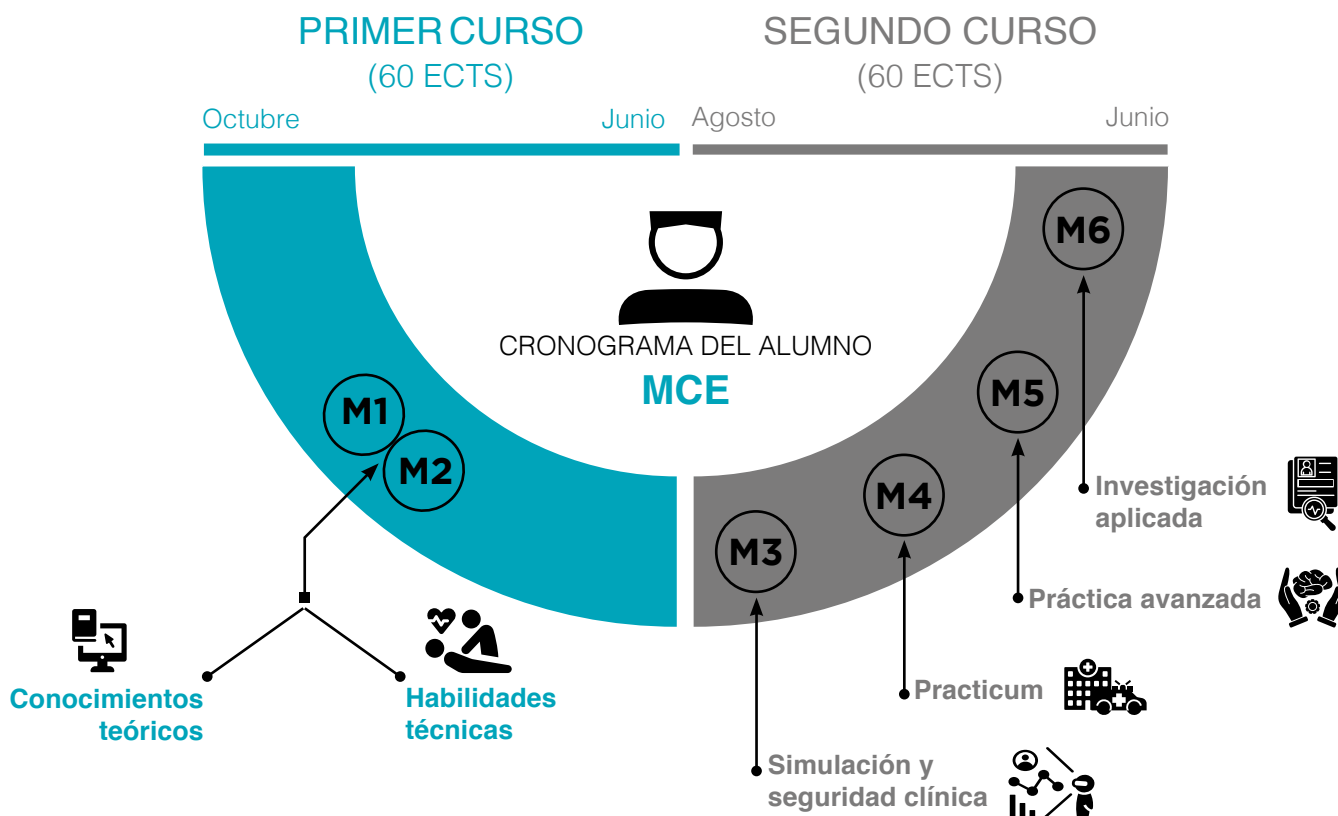 PRIMER CURSO
(60 ECTS)
SEGUNDO CURSO
(60 ECTS)
Octubre
Junio
Agosto
Junio
CRONOGRAMA DEL ALUMNO
MCE
M1
M2
M3
M4
M5
M6
Conocimientos
teóricos
Habilidades
técnicas
Simulación y
seguridad clínica
Practicum
Práctica avanzada
Investigación
aplicada